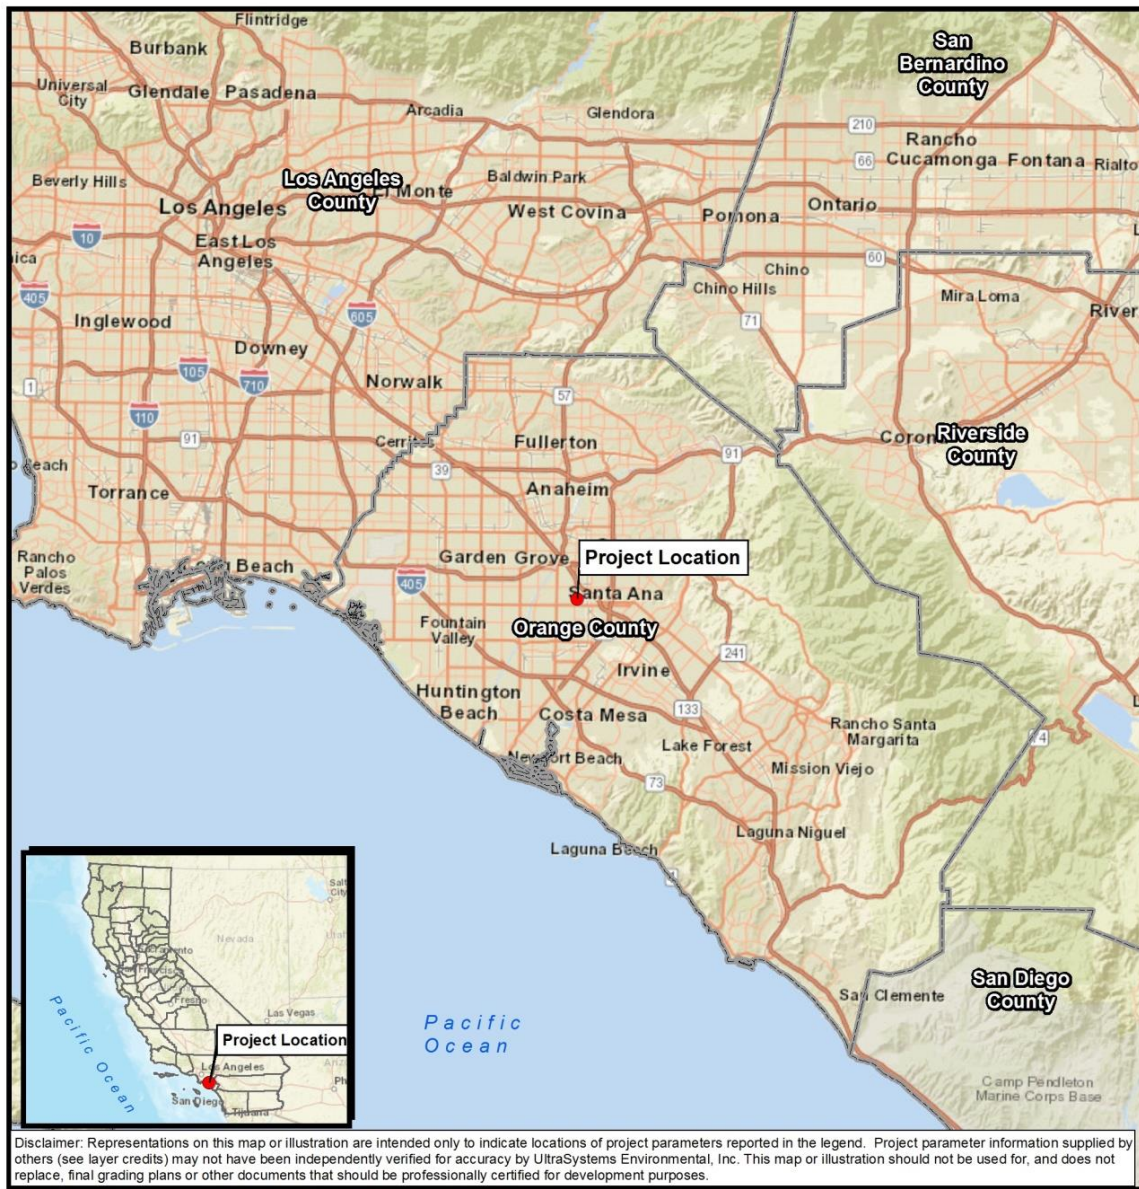 Flintridge
Burbank
San
Bernardino
County
Universal
City
Glendale
Pasadena
Arcadia
Glendora
210
Rancho
Cucamonga
Fontana
Rialto
66
Beverly Hills
Los Angeles
County
El Monte
Baldwin Park
Los Angeles
West Covina
Pomona
Ontario
10
East Los
Angeles
60
Chino
Chino Hills
Mira Loma
405
605
71
Inglewood
Downey
105
710
Norwalk
1
110
57
91
Fullerton
Corona
Riverside
County
39
91
Torrance
Anaheim
Rancho
Palos
Verdes
Beach
Garden Grove
Project Location
405
Santa Ana
Fountain
Valley
Orange County
241
Irvine
Huntington
Beach
Costa Mesa
133
Rancho Santa
Margarita
74
Newport Beach
Lake Forest
Mission Viejo
73
Laguna Niguel
Laguna Beach
1
San Clemente
San Diego
County
Pacific
Ocean
Camp Pendleton
Marine Corps Base
Nevada
Sacramento
San Francisco
Fresno
Las Vegas
Project Location
Los Angeles
San Diego
Tijuana
Pacific Ocean
Disclaimer: Representations on this map or illustration are intended only to indicate locations of project parameters reported in the legend. Project parameter information supplied by
others (see layer credits) may not have been independently verified for accuracy by UltraSystems Environmental, Inc. This map or illustration should not be used for, and does not
replace, final grading plans or other documents that should be professionally certified for development purposes.